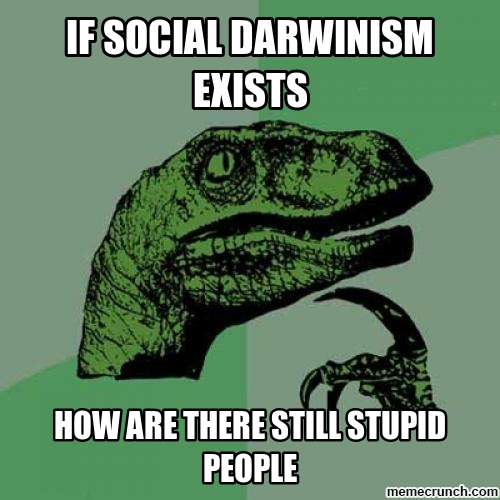 IF SOCIAL DARWINISM
EXISTS
HOW ARE THERE STILL STUPID
PEOPLE
memecrunch.com